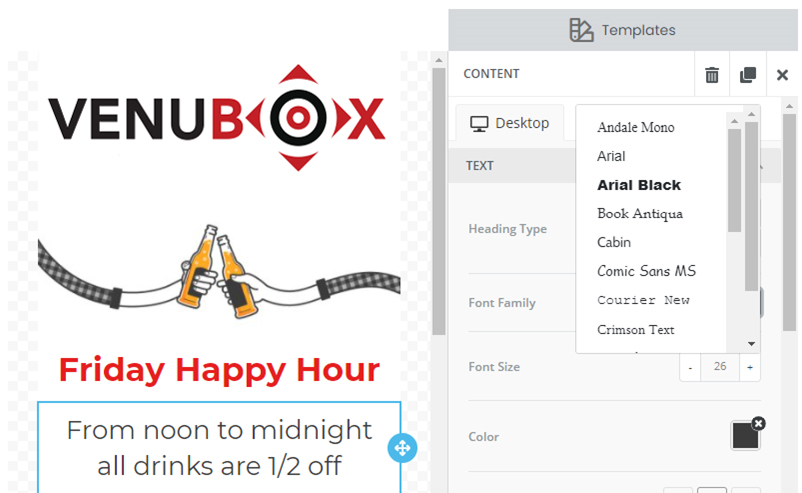 Templates
VENUBOX
CONTENT
Desktop
TEXT
Heading Type
Font Family
Font Size
- 26 +
Color
Andale Mono
Arial
Arial Black
Book Antiqua
Cabin
Comic Sans MS
Courier New
Crimson Text
Friday Happy Hour
From noon to midnight
all drinks are 1/2 off